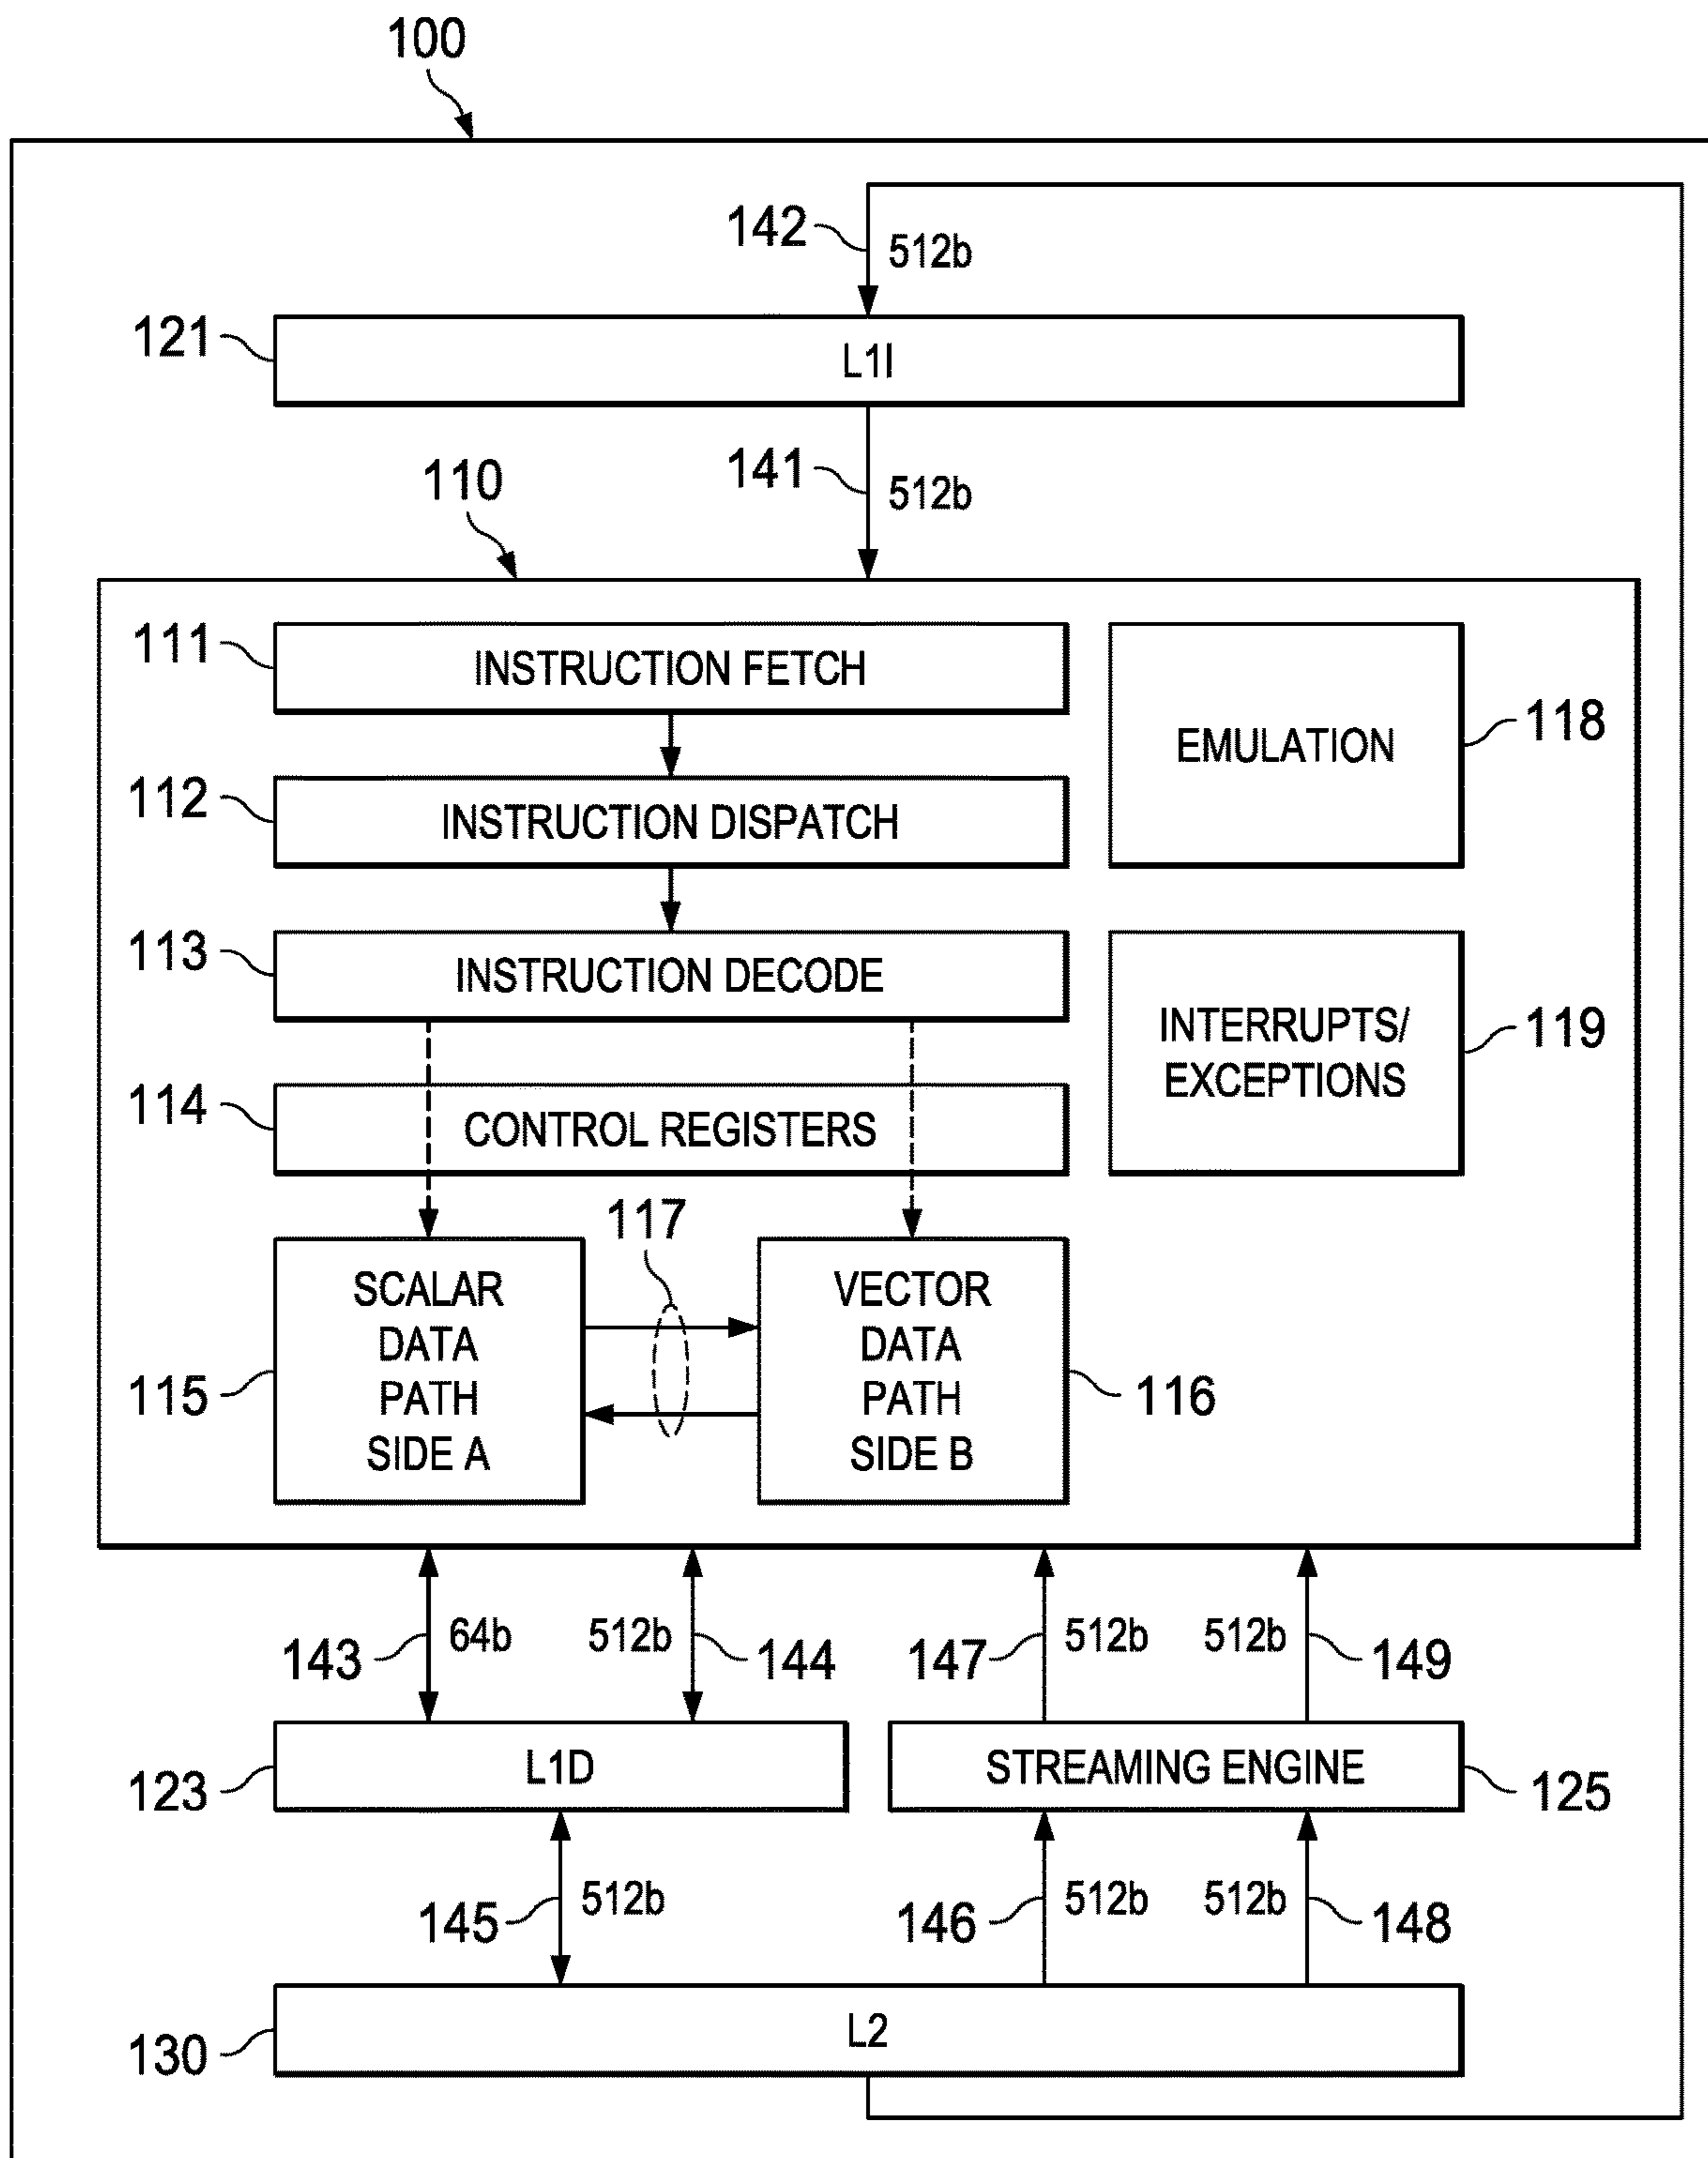 100
142
512b
121
L1I
141
512b
110
111
INSTRUCTION FETCH
EMULATION
118
112
INSTRUCTION DISPATCH
113
INSTRUCTION DECODE
INTERRUPTS/
EXCEPTIONS
119
114
CONTROL REGISTERS
117
SCALAR
DATA
PATH
SIDE A
115
VECTOR
DATA
PATH
SIDE B
116
143
64b
512b
144
147
512b
512b
149
123
L1D
STREAMING ENGINE
125
145
512b
146
512b
512b
148
130
L2